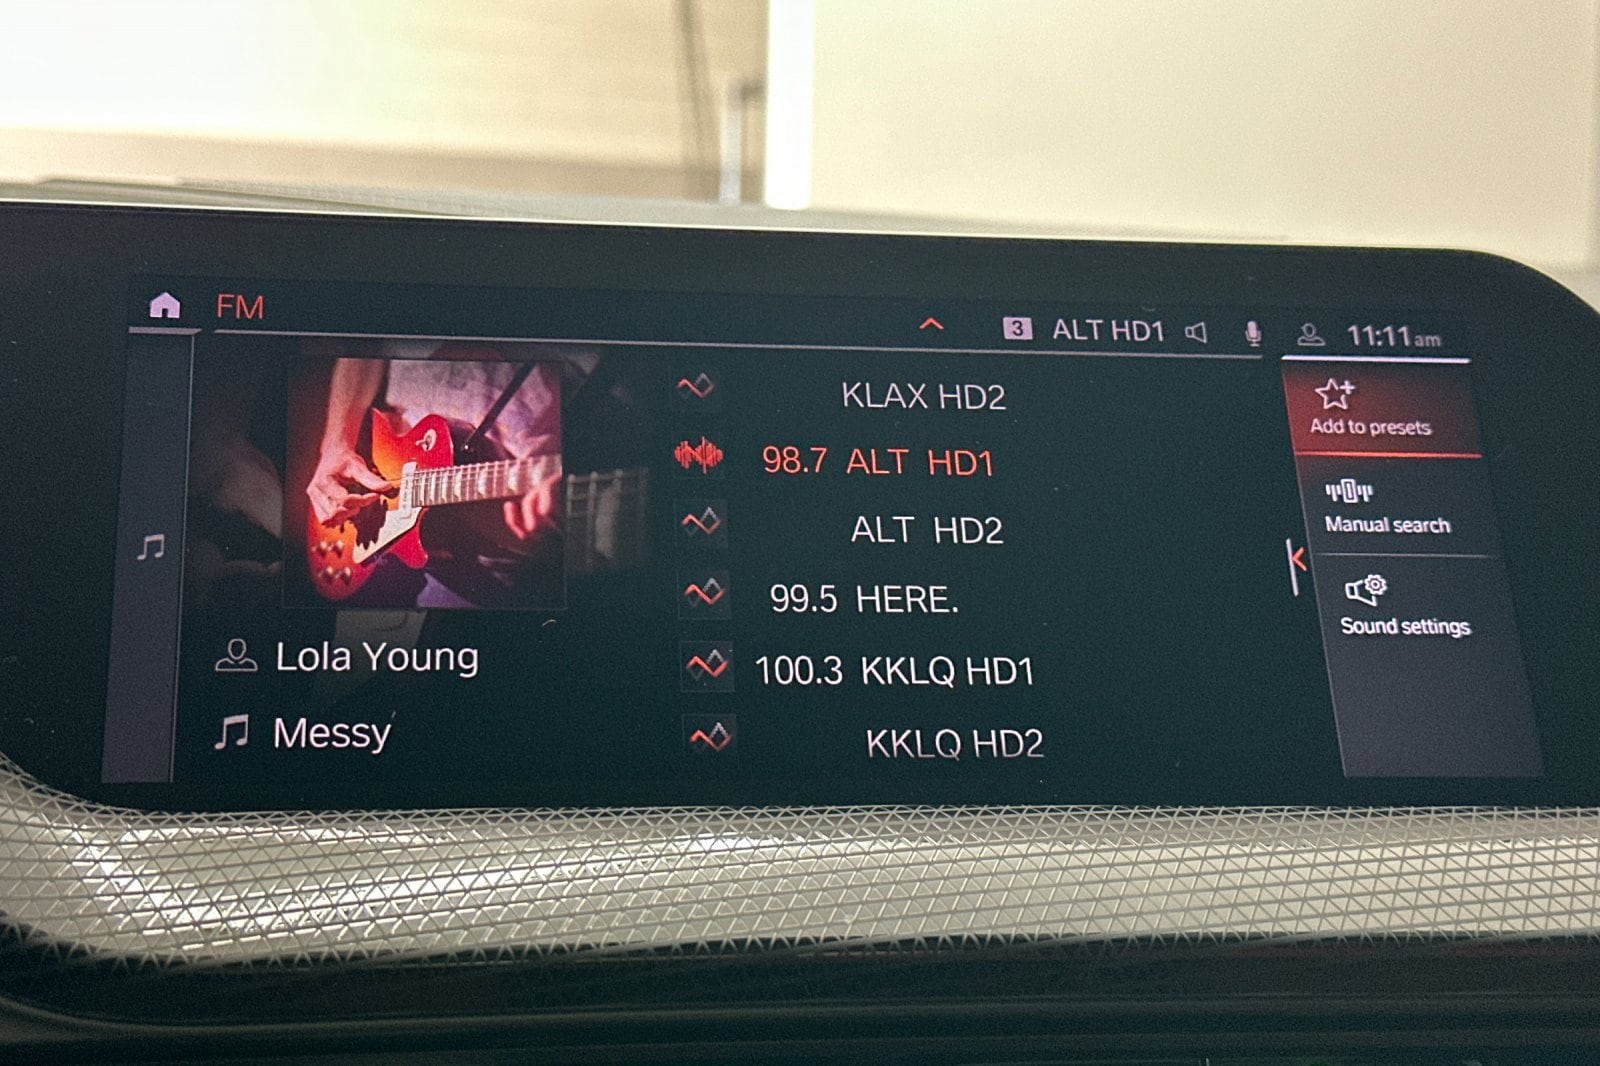 FM
3 ALT HD1 11:11am
KLAX HD2
98.7 ALT HD1
ALT HD2
99.5 HERE.
100.3 KKLQ HD1
KKLQ HD2
Lola Young
Messy
Add to presets
Manual search
Sound settings